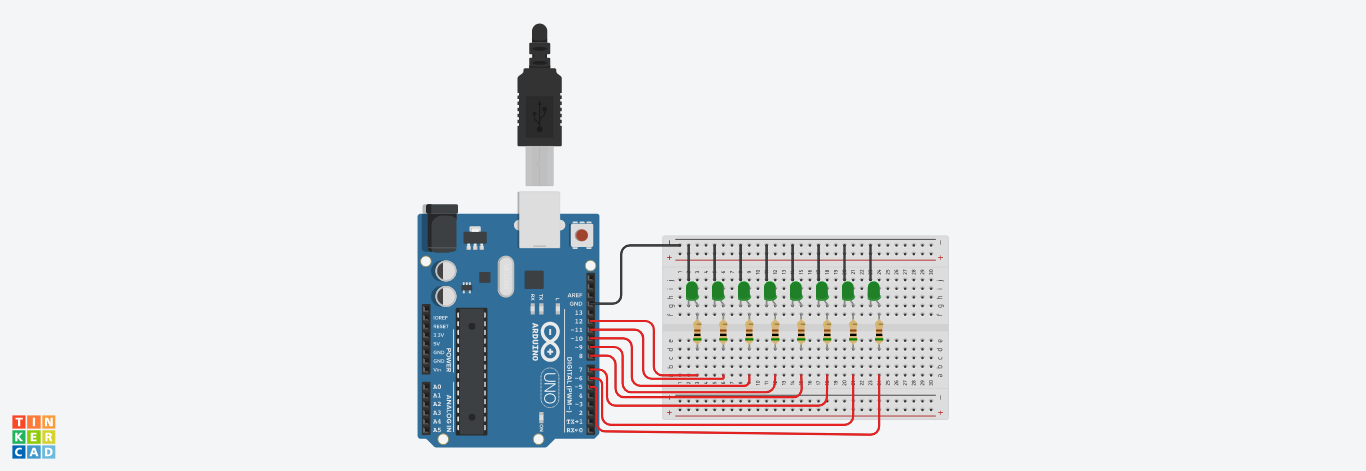 AREF
GND
13
12
~11
~10
~9
8
7
~6
~5
4
~3
2
TX→1
RX←0
DIGITAL (PWM~)
IOREF
RESET
3.3V
5V
GND
GND
Vin
POWER
A0
A1
A2
A3
A4
A5
ANALOG IN
RX
TX
L
ARDUINO
UNO
ON
a b c d e
f g h i j
TIN
KER
CAD